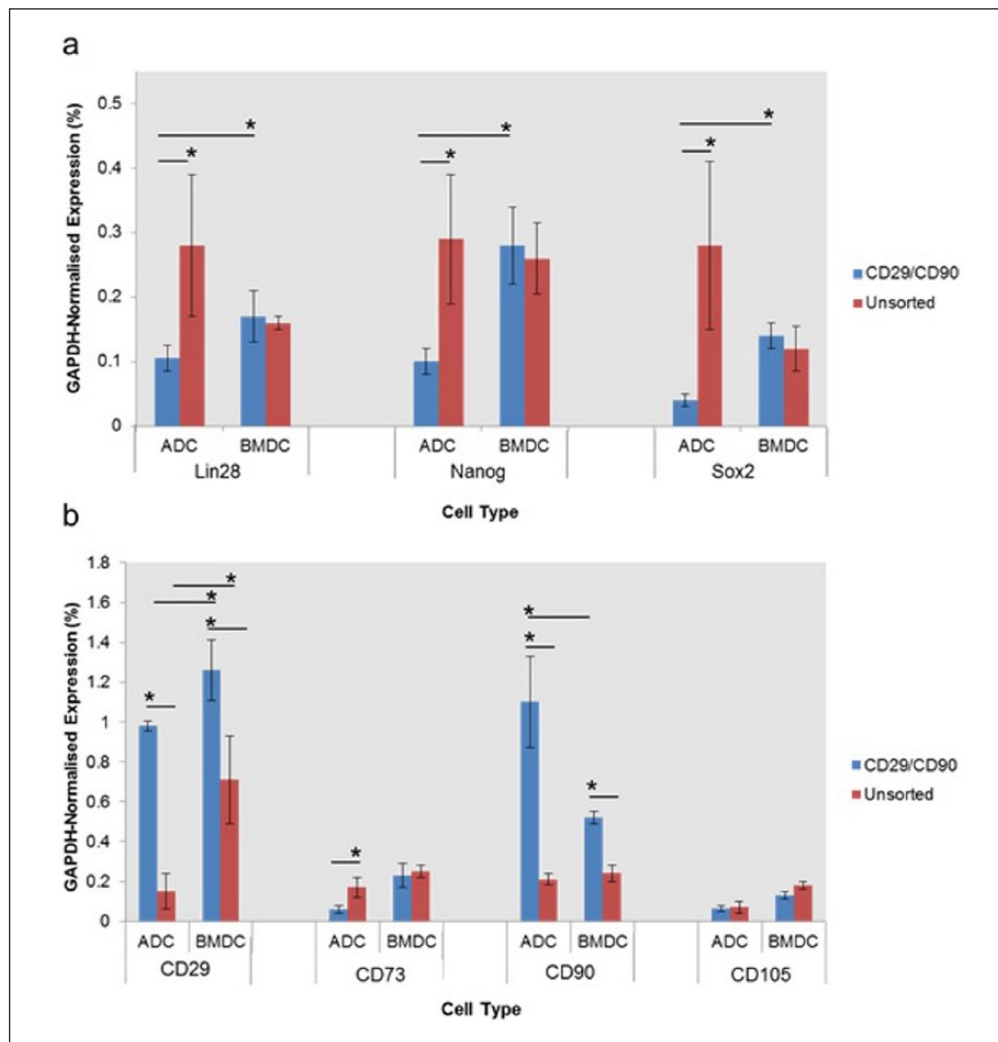 a
GAPDH-Normalised Expression (%)
0.5
0.4
0.3
0.2
0.1
0
* * * * * *
CD29/CD90
Unsorted
ADC BMDC ADC BMDC ADC BMDC
Lin28 Nanog Sox2
Cell Type
b
GAPDH-Normalised Expression (%)
1.8
1.6
1.4
1.2
1
0.8
0.6
0.4
0.2
0
* * * * * * * *
CD29/CD90
Unsorted
ADC BMDC ADC BMDC ADC BMDC ADC BMDC
CD29 CD73 CD90 CD105
Cell Type